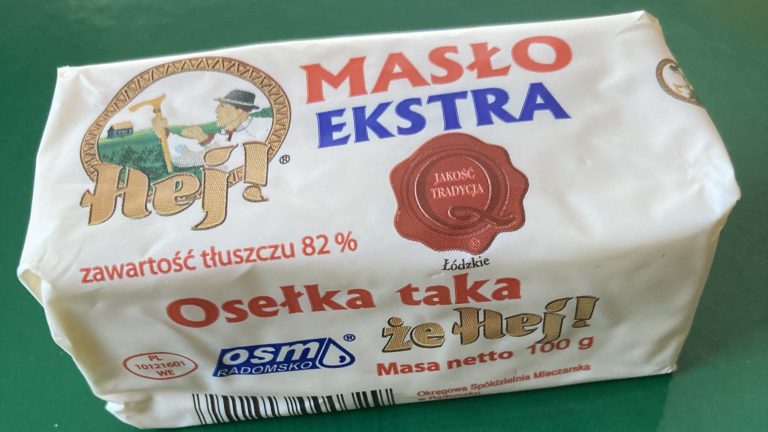 MASŁO
EKSTRA
Hej!®
JAKOŚĆ
TRADYCJA
Q
zawartość tłuszczu 82 %
Łódzkie
Osełka taka
że Hej!
osm®
RADOMSKO
Masa netto 100 g
PL
10121601
WE
Okręgowa Spółdzielnia Mleczarska
w Radomsku